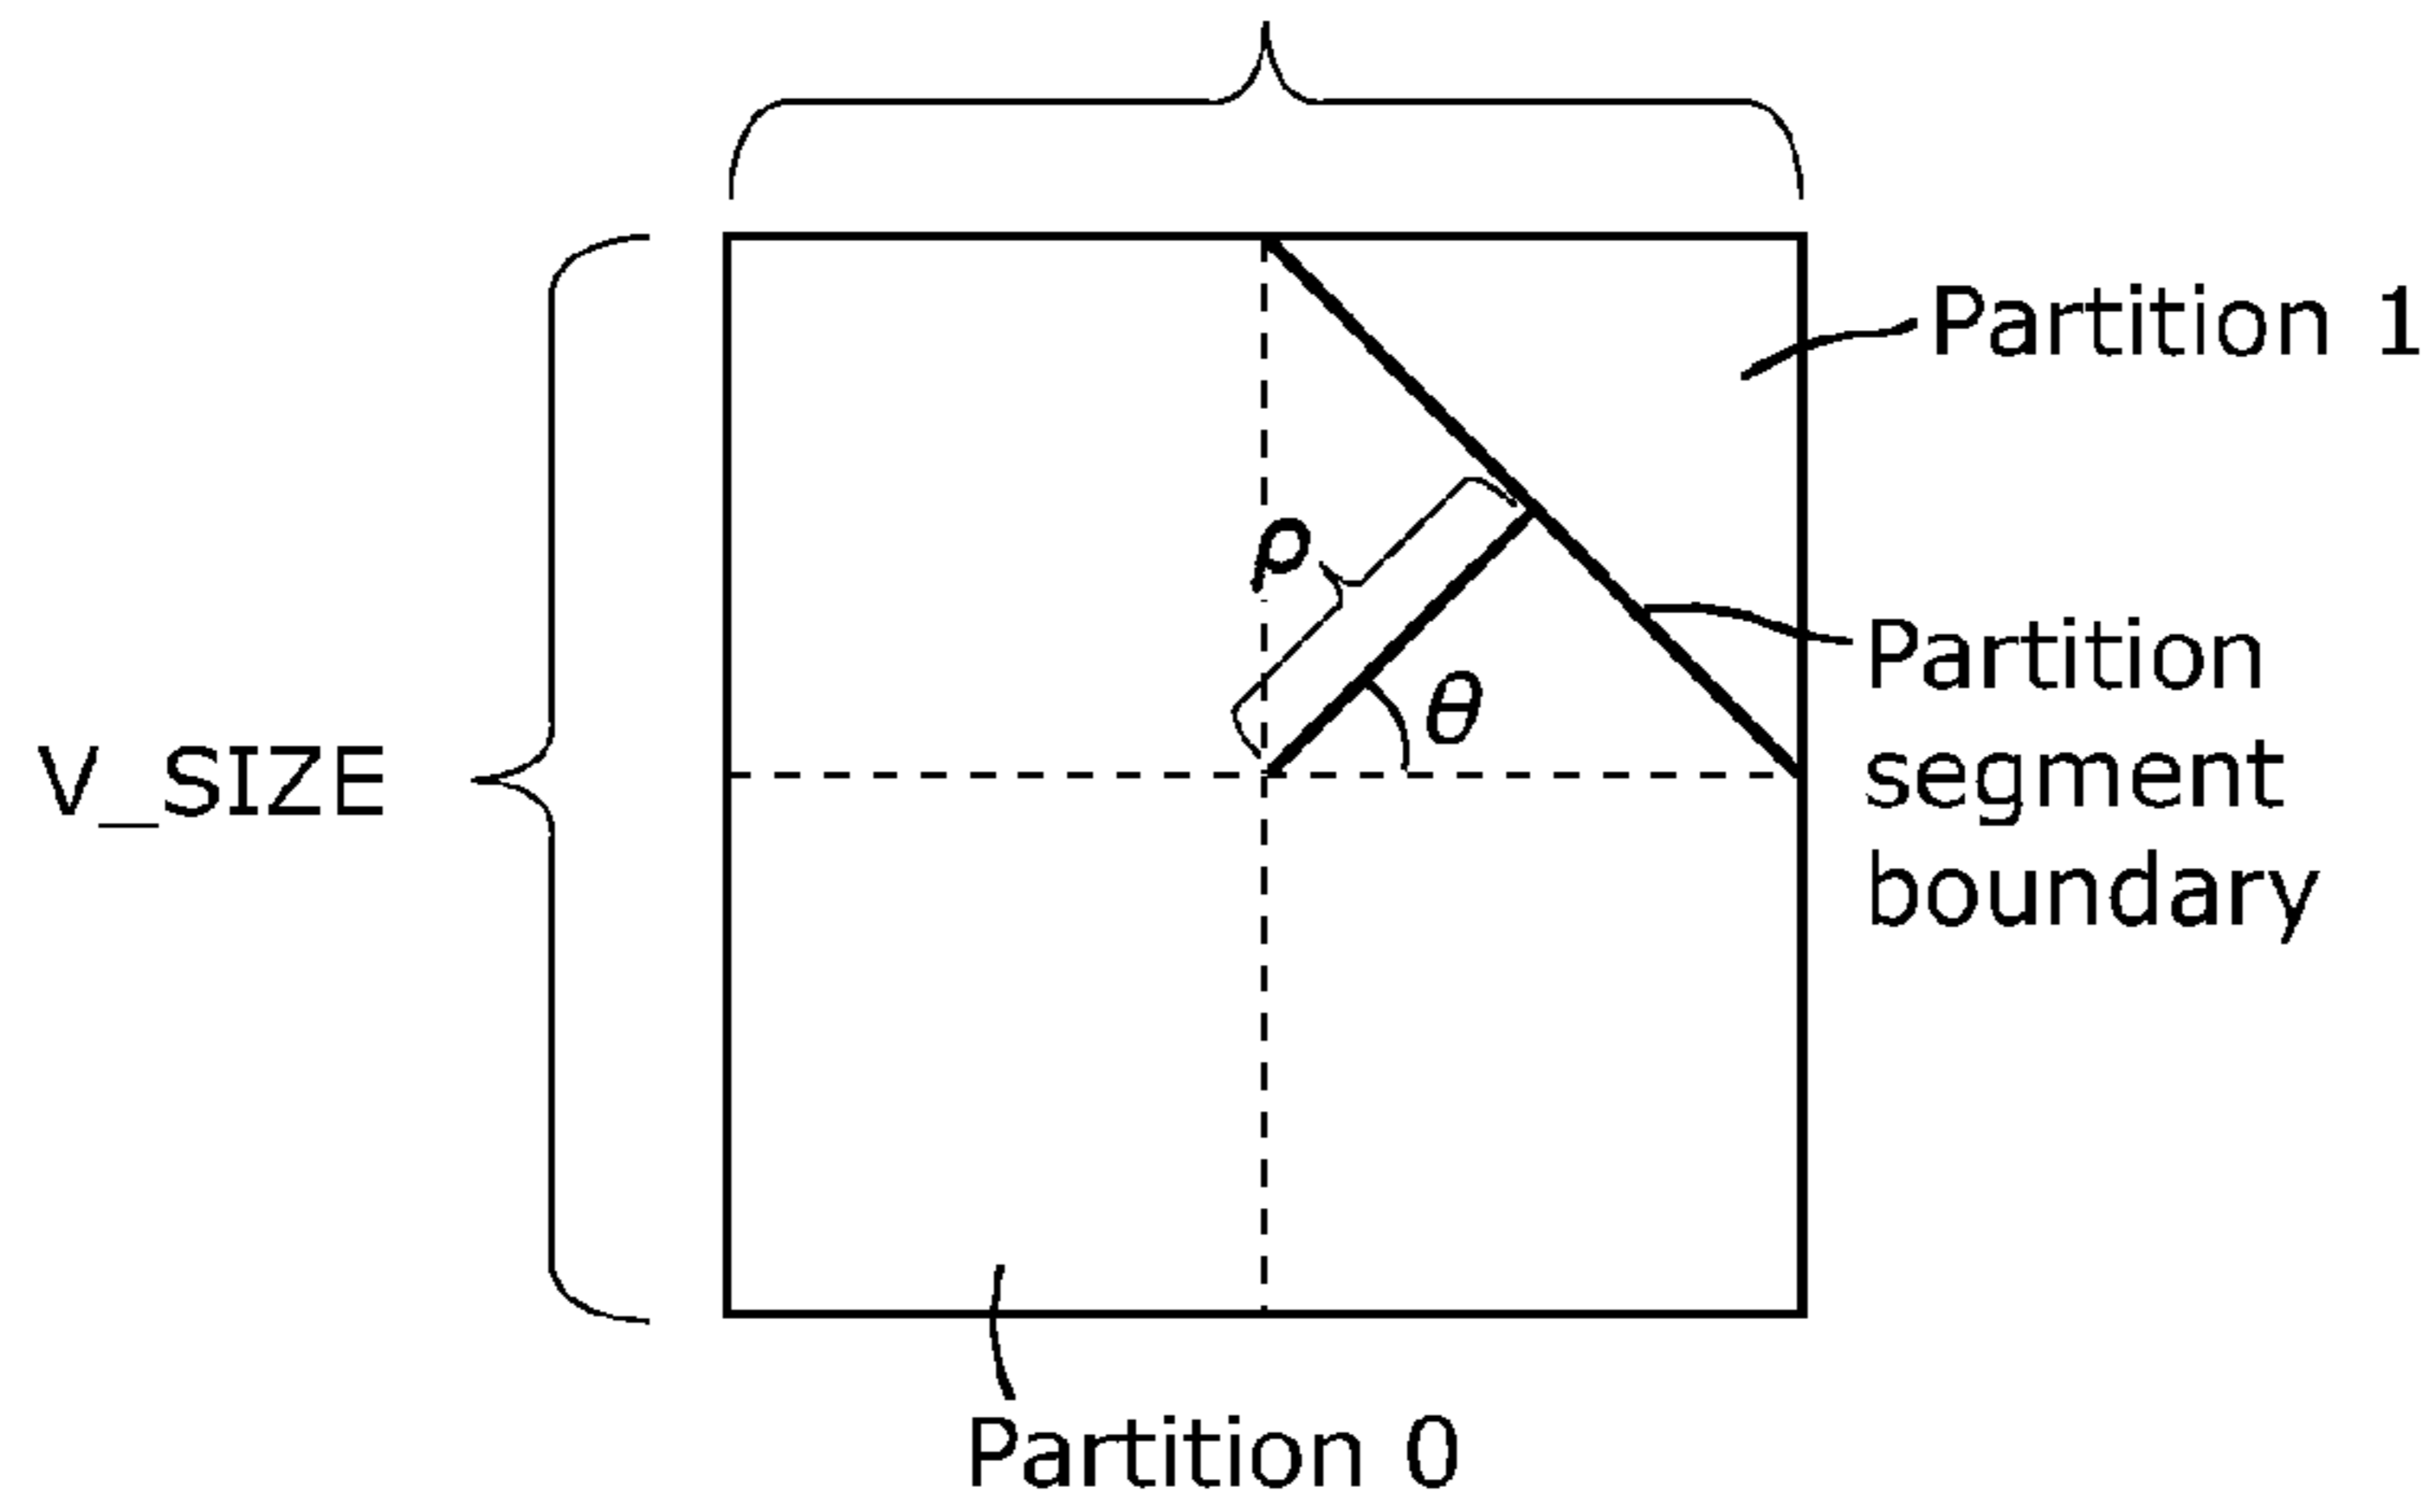 Partition 1
ρ
Partition
segment
boundary
θ
V_SIZE
Partition 0